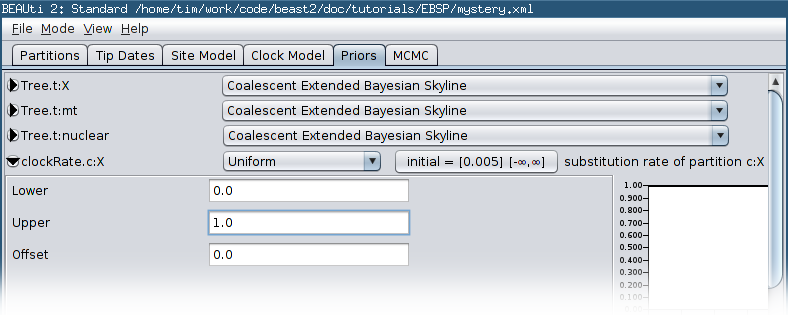 BEAUti 2: Standard /home/tim/work/code/beast2/doc/tutorials/EBSP/mystery.xml
File Mode View Help
Partitions Tip Dates Site Model Clock Model Priors MCMC
Tree.t:X Coalescent Extended Bayesian Skyline
Tree.t:mt Coalescent Extended Bayesian Skyline
Tree.t:nuclear Coalescent Extended Bayesian Skyline
clockRate.c:X Uniform initial = [0.005] [-∞,∞] substitution rate of partition c:X
Lower 0.0
Upper 1.0
Offset 0.0
1.00
0.900
0.800
0.700
0.600
0.500
0.400
0.300
0.200
0.100
0.00